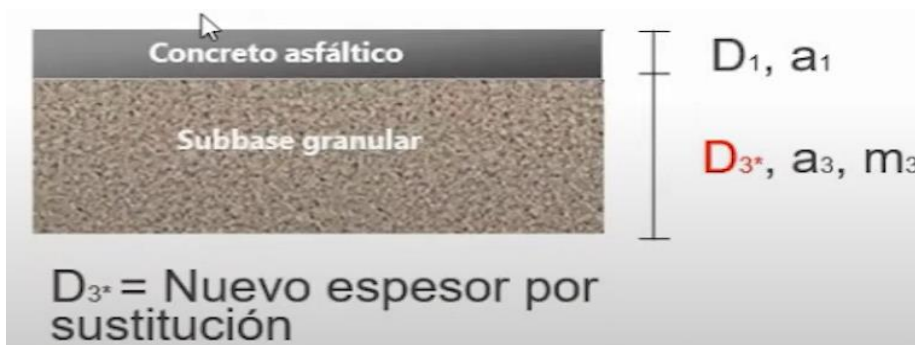 Concreto asfáltico
D₁, a₁
Subbase granular
D₃*, a₃, m₃
D₃* = Nuevo espesor por
sustitución